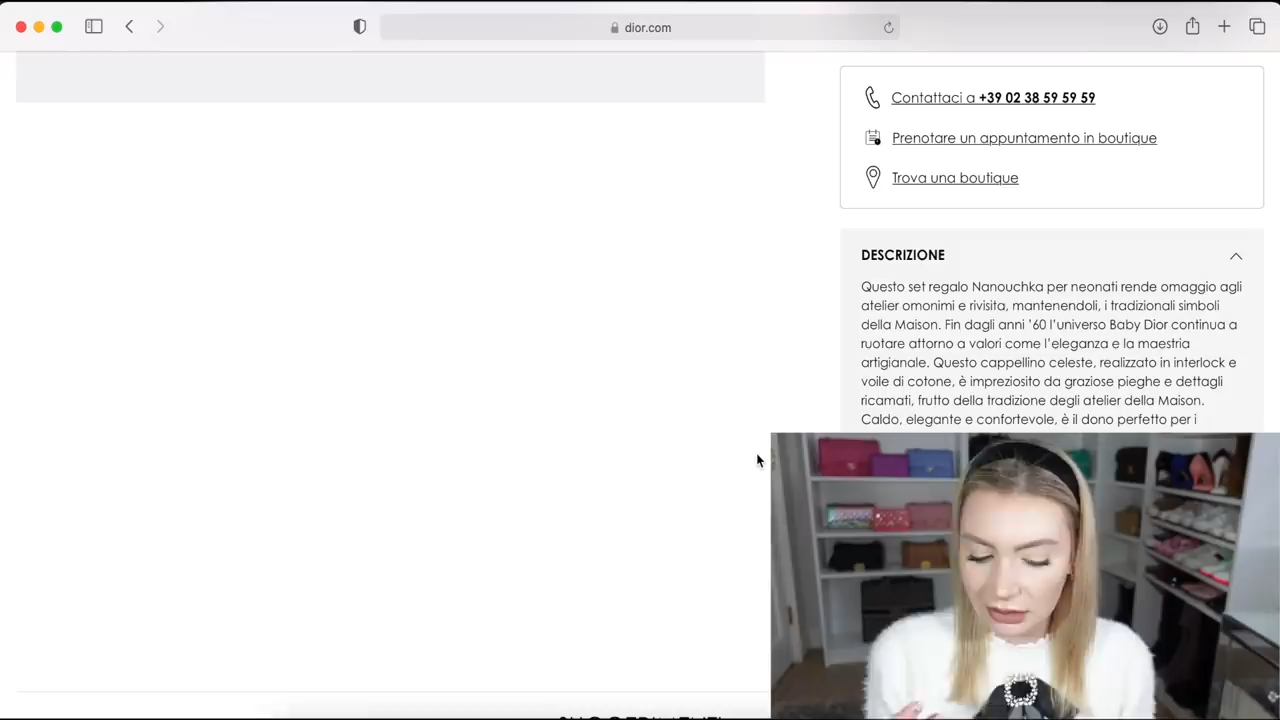 dior.com
Contattaci a +39 02 38 59 59 59
Prenotare un appuntamento in boutique
Trova una boutique
DESCRIZIONE
Questo set regalo Nanouchka per neonati rende omaggio agli
atelier omonimi e rivisita, mantenendoli, i tradizionali simboli
della Maison. Fin dagli anni '60 l'universo Baby Dior continua a
ruotare attorno a valori come l'eleganza e la maestria
artigianale. Questo cappellino celeste, realizzato in interlock e
voile di cotone, è impreziosito da graziose pieghe e dettagli
ricamati, frutto della tradizione degli atelier della Maison.
Caldo, elegante e confortevole, è il dono perfetto per i